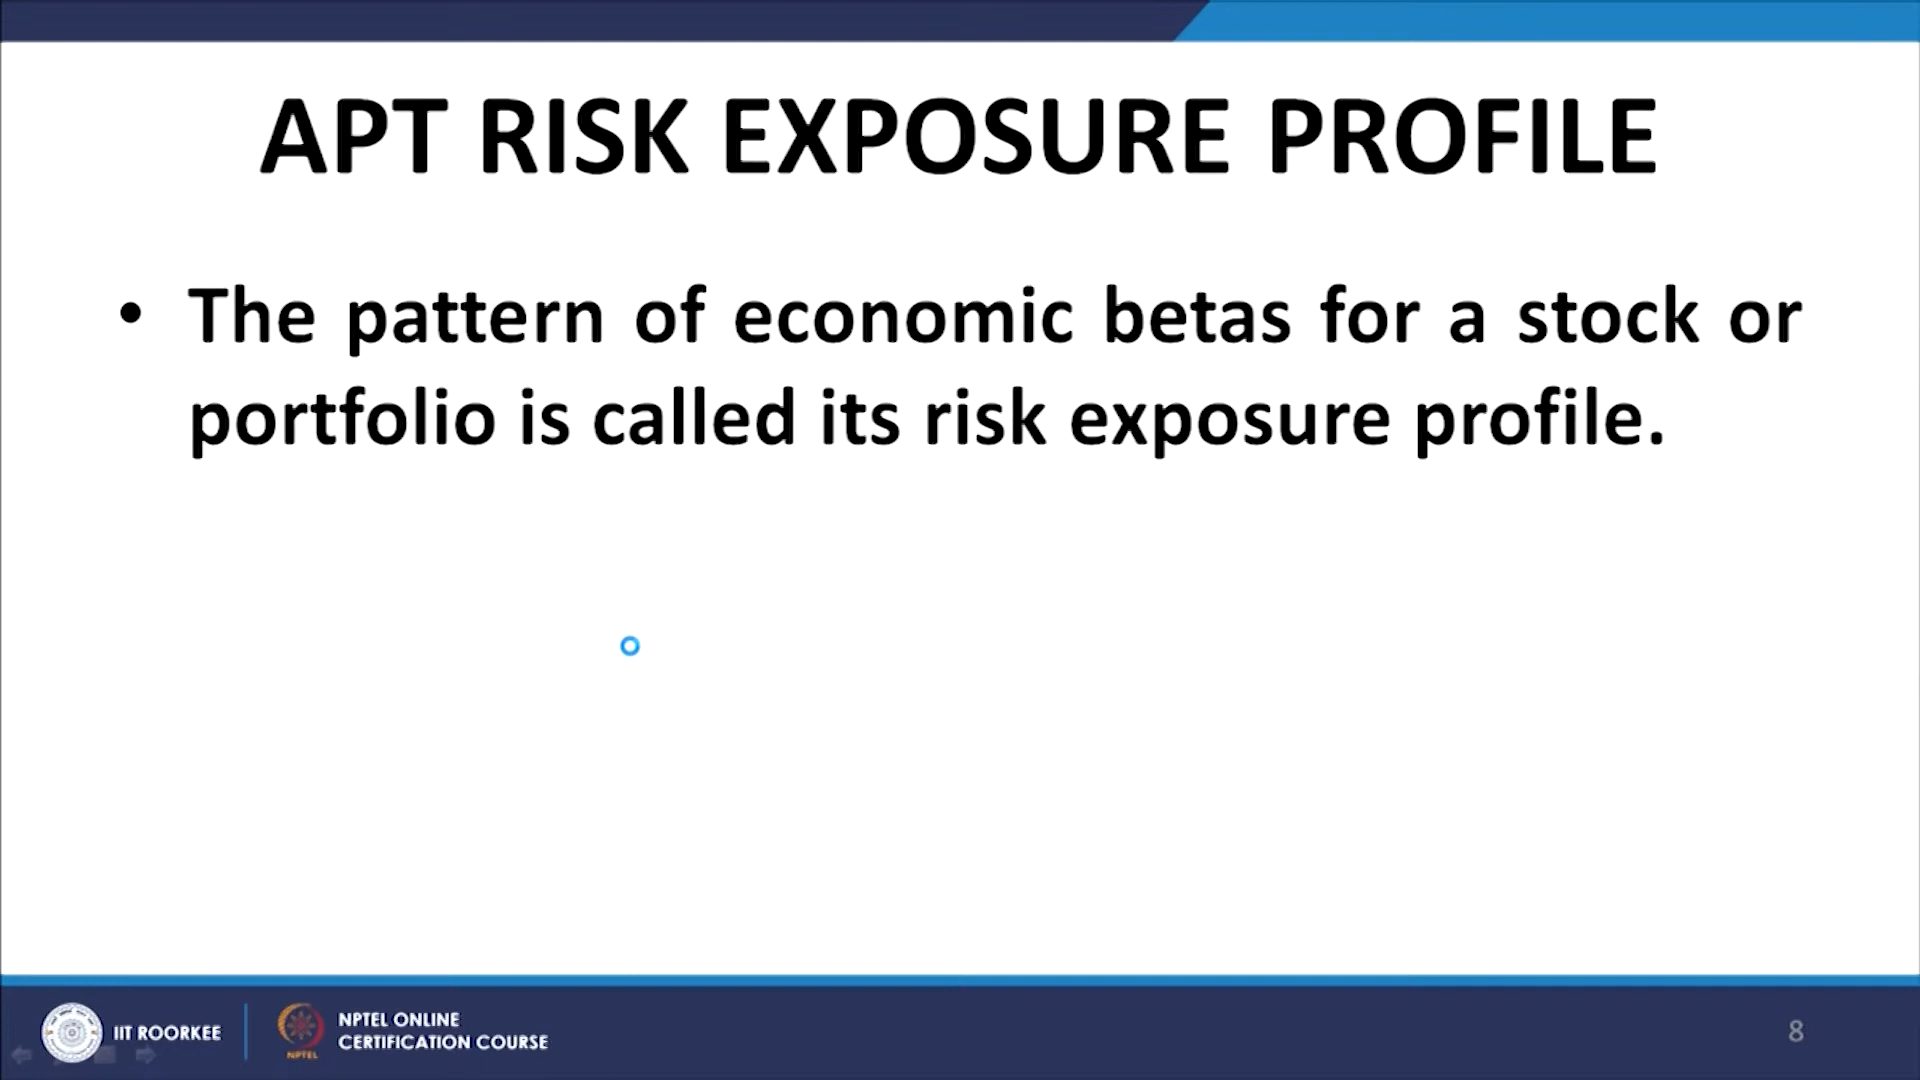 APT RISK EXPOSURE PROFILE
• The pattern of economic betas for a stock or
portfolio is called its risk exposure profile.
IIT ROORKEE
NPTEL
NPTEL ONLINE
CERTIFICATION COURSE
8